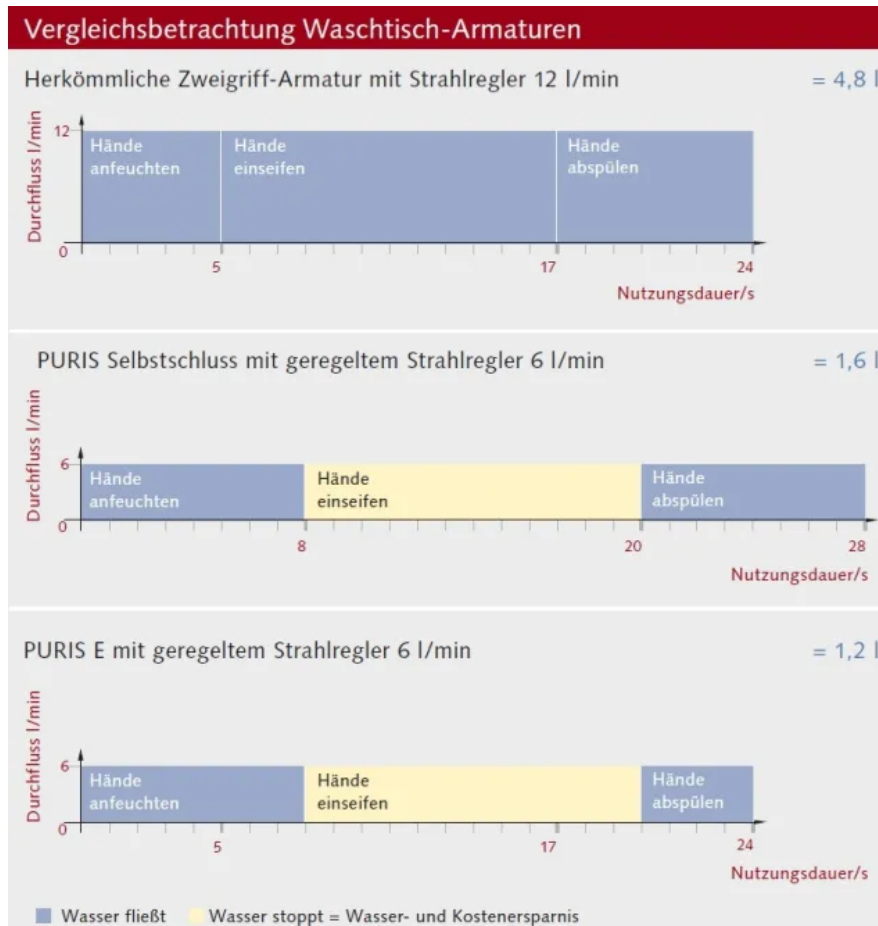 Vergleichsbetrachtung Waschtisch-Armaturen
Herkömmliche Zweigriff-Armatur mit Strahlregler 12 l/min = 4,8 l
Durchfluss l/min
12
Hände
anfeuchten
Hände
einseifen
Hände
abspülen
0
5 17 24
Nutzungsdauer/s
PURIS Selbstschluss mit geregeltem Strahlregler 6 l/min = 1,6 l
Durchfluss l/min
6
Hände
anfeuchten
Hände
einseifen
Hände
abspülen
0
8 20 28
Nutzungsdauer/s
PURIS E mit geregeltem Strahlregler 6 l/min = 1,2 l
Durchfluss l/min
6
Hände
anfeuchten
Hände
einseifen
Hände
abspülen
0
5 17 24
Nutzungsdauer/s
Wasser fließt Wasser stoppt = Wasser- und Kostenersparnis